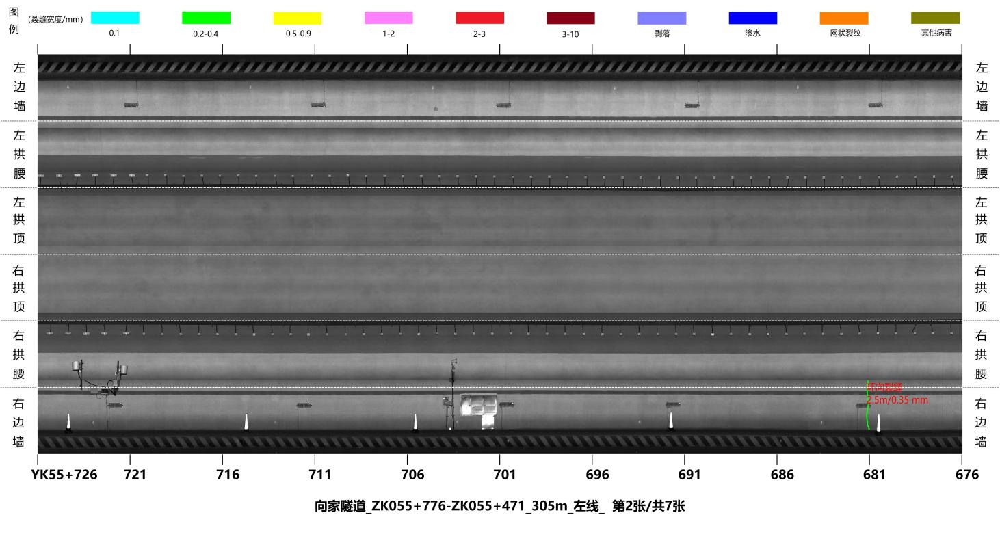 图例
(裂缝宽度/mm)
0.1
0.2-0.4
0.5-0.9
1-2
2-3
3-10
剥落
渗水
网状裂纹
其他病害
左边墙
左边墙
左拱腰
左拱腰
左拱顶
左拱顶
右拱顶
右拱顶
右拱腰
右拱腰
环向裂缝
2.5m/0.35 mm
右边墙
右边墙
YK55+726 721 716 711 706 701 696 691 686 681 676
向家隧道_ZK055+776-ZK055+471_305m_左线_ 第2张/共7张